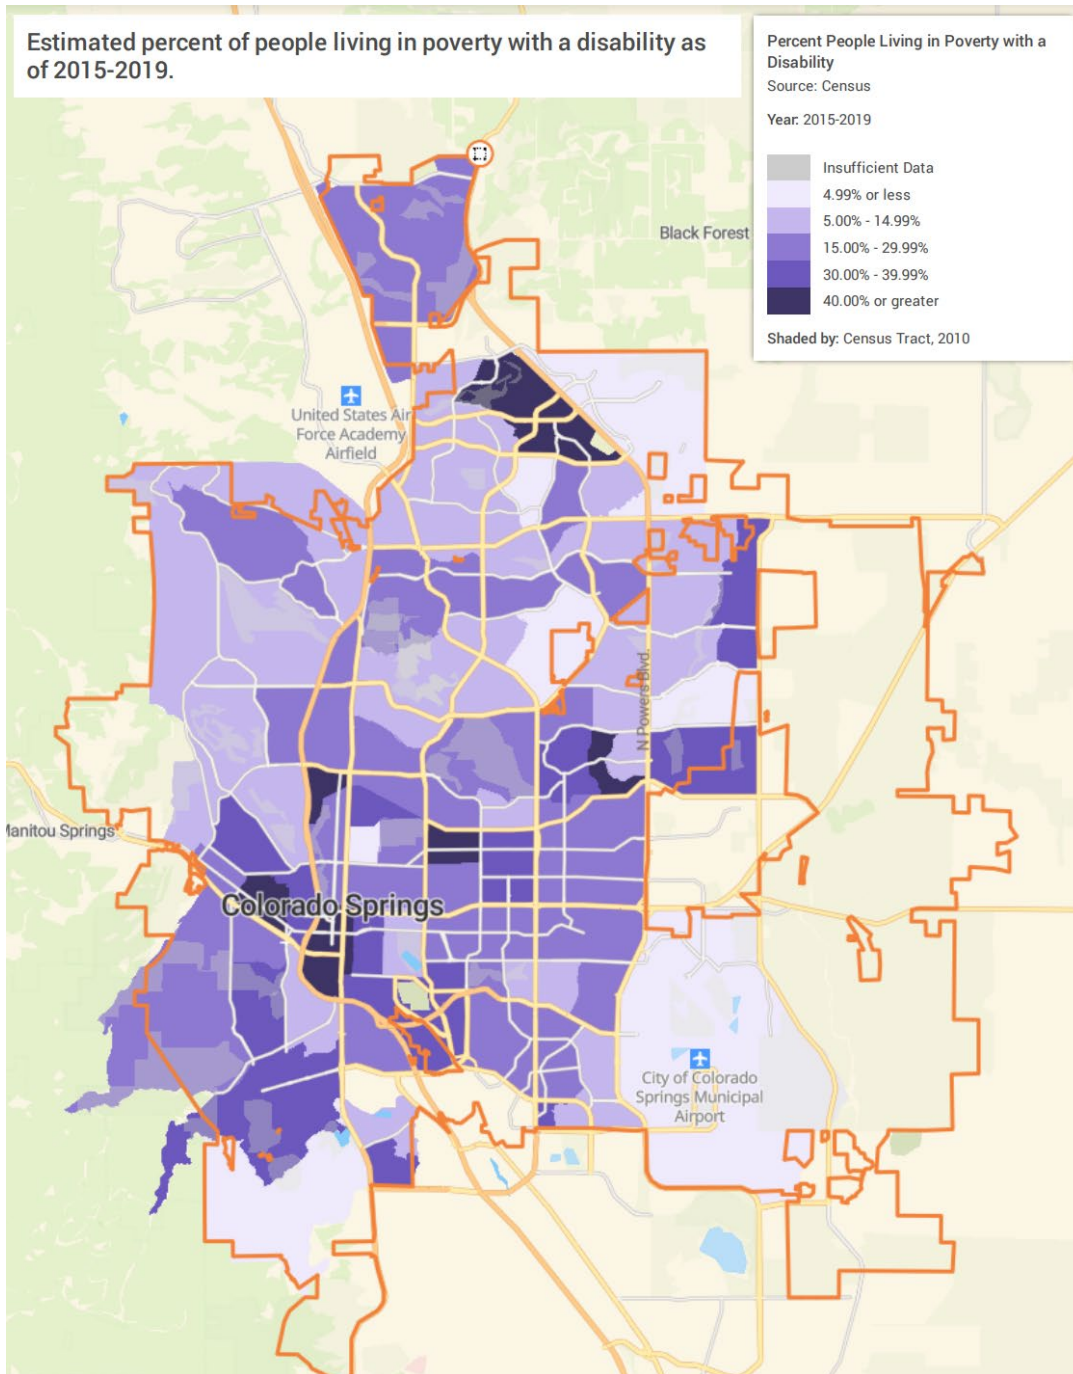 Estimated percent of people living in poverty with a disability as
of 2015-2019.
Percent People Living in Poverty with a
Disability
Source: Census
Year: 2015-2019
Insufficient Data
4.99% or less
5.00% - 14.99%
15.00% - 29.99%
30.00% - 39.99%
40.00% or greater
Shaded by: Census Tract, 2010
Black Forest
United States Air
Force Academy
Airfield
N Powers Blvd.
Manitou Springs
Colorado Springs
City of Colorado
Springs Municipal
Airport